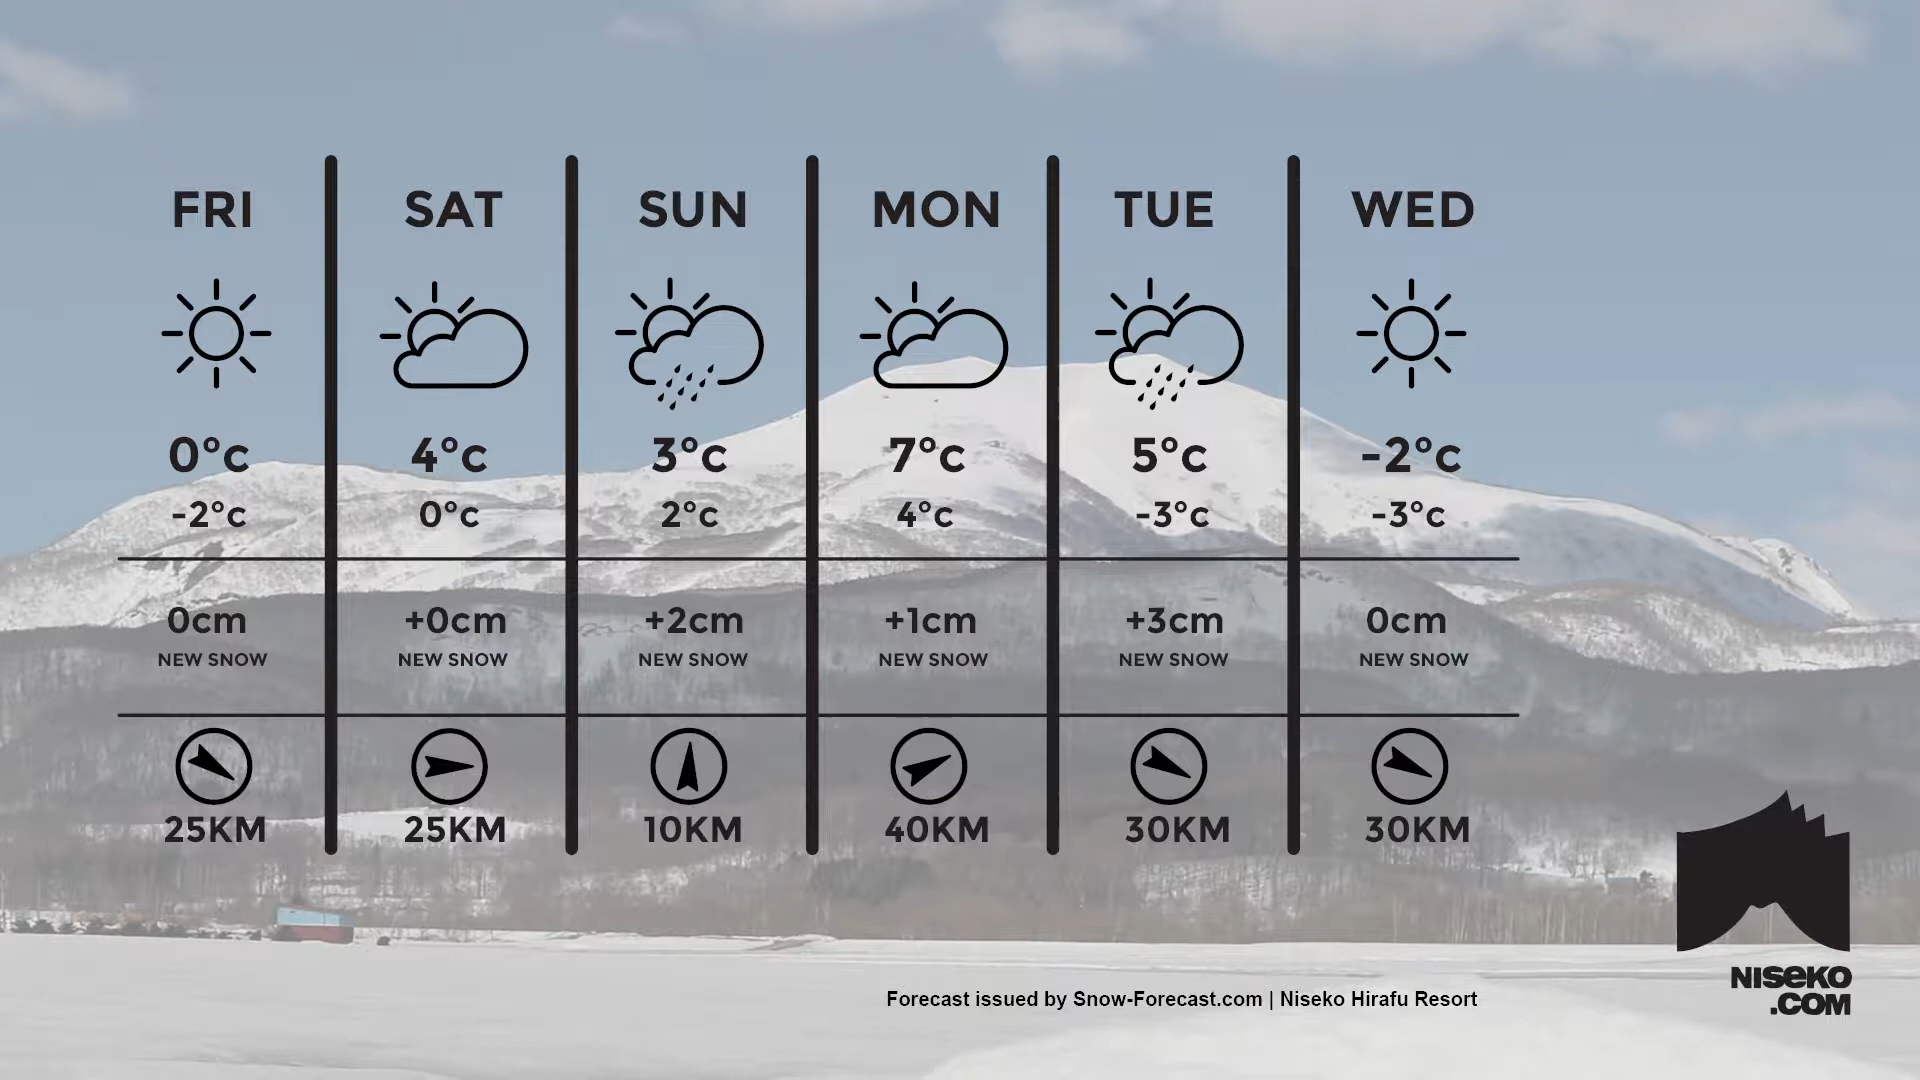 FRI SAT SUN MON TUE WED
0°c 4°c 3°c 7°c 5°c -2°c
-2°c 0°c 2°c 4°c -3°c -3°c
0cm +0cm +2cm +1cm +3cm 0cm
NEW SNOW NEW SNOW NEW SNOW NEW SNOW NEW SNOW NEW SNOW
25KM 25KM 10KM 40KM 30KM 30KM
NISEKO
.COM
Forecast issued by Snow-Forecast.com | Niseko Hirafu Resort